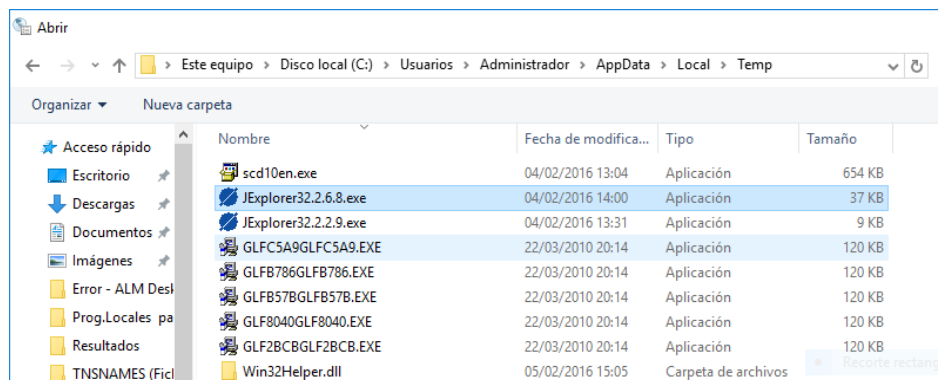 Abrir
Este equipo > Disco local (C:) > Usuarios > Administrador > AppData > Local > Temp
Organizar Nueva carpeta
Nombre Fecha de modifica... Tipo Tamaño
Acceso rápido
Escritorio
Descargas
Documentos
Imágenes
Error - ALM Desk
Prog.Locales pa
Resultados
TNSNAMES (Ficl
scd10en.exe 04/02/2016 13:04 Aplicación 654 KB
JExplorer32.2.6.8.exe 04/02/2016 14:00 Aplicación 37 KB
JExplorer32.2.2.9.exe 04/02/2016 13:31 Aplicación 9 KB
GLFC5A9GLFC5A9.EXE 22/03/2010 20:14 Aplicación 120 KB
GLFB786GLFB786.EXE 22/03/2010 20:14 Aplicación 120 KB
GLFB57BGLFB57B.EXE 22/03/2010 20:14 Aplicación 120 KB
GLF8040GLF8040.EXE 22/03/2010 20:14 Aplicación 120 KB
GLF2BCBGLF2BCB.EXE 22/03/2010 20:14 Aplicación 120 KB
Win32Helper.dll 05/02/2016 15:05 Carpeta de archivos
Recorte rectang